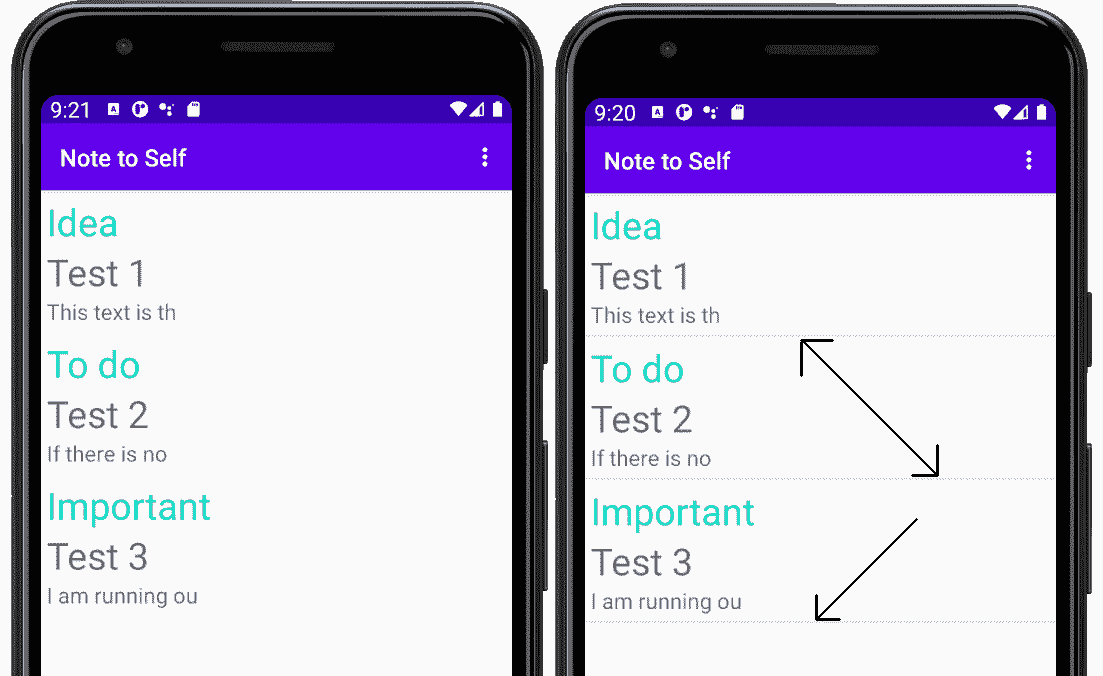 9:21
Note to Self
Idea
Test 1
This text is th
To do
Test 2
If there is no
Important
Test 3
I am running ou
9:20
Note to Self
Idea
Test 1
This text is th
To do
Test 2
If there is no
Important
Test 3
I am running ou